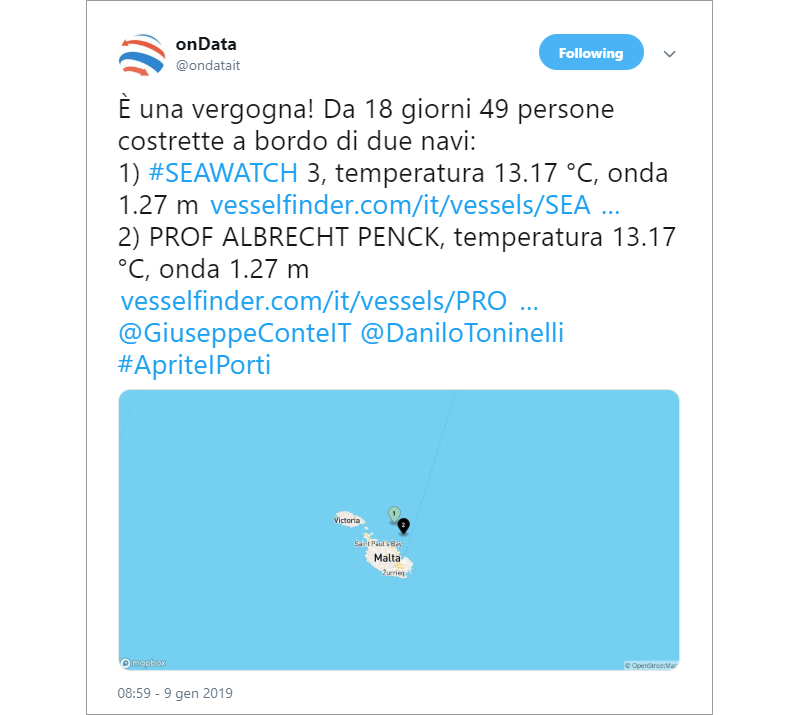 onData
@ondatait
Following
È una vergogna! Da 18 giorni 49 persone
costrette a bordo di due navi:
1) #SEAWATCH 3, temperatura 13.17 °C, onda
1.27 m vesselfinder.com/it/vessels/SEA …
2) PROF ALBRECHT PENCK, temperatura 13.17
°C, onda 1.27 m
vesselfinder.com/it/vessels/PRO …
@GiuseppeConteIT @DaniloToninelli
#ApriteIPorti
1
2
Victoria
Saint Paul's Bay
Malta
Żurrieq
mapbox
© OpenStreetMap
08:59 - 9 gen 2019